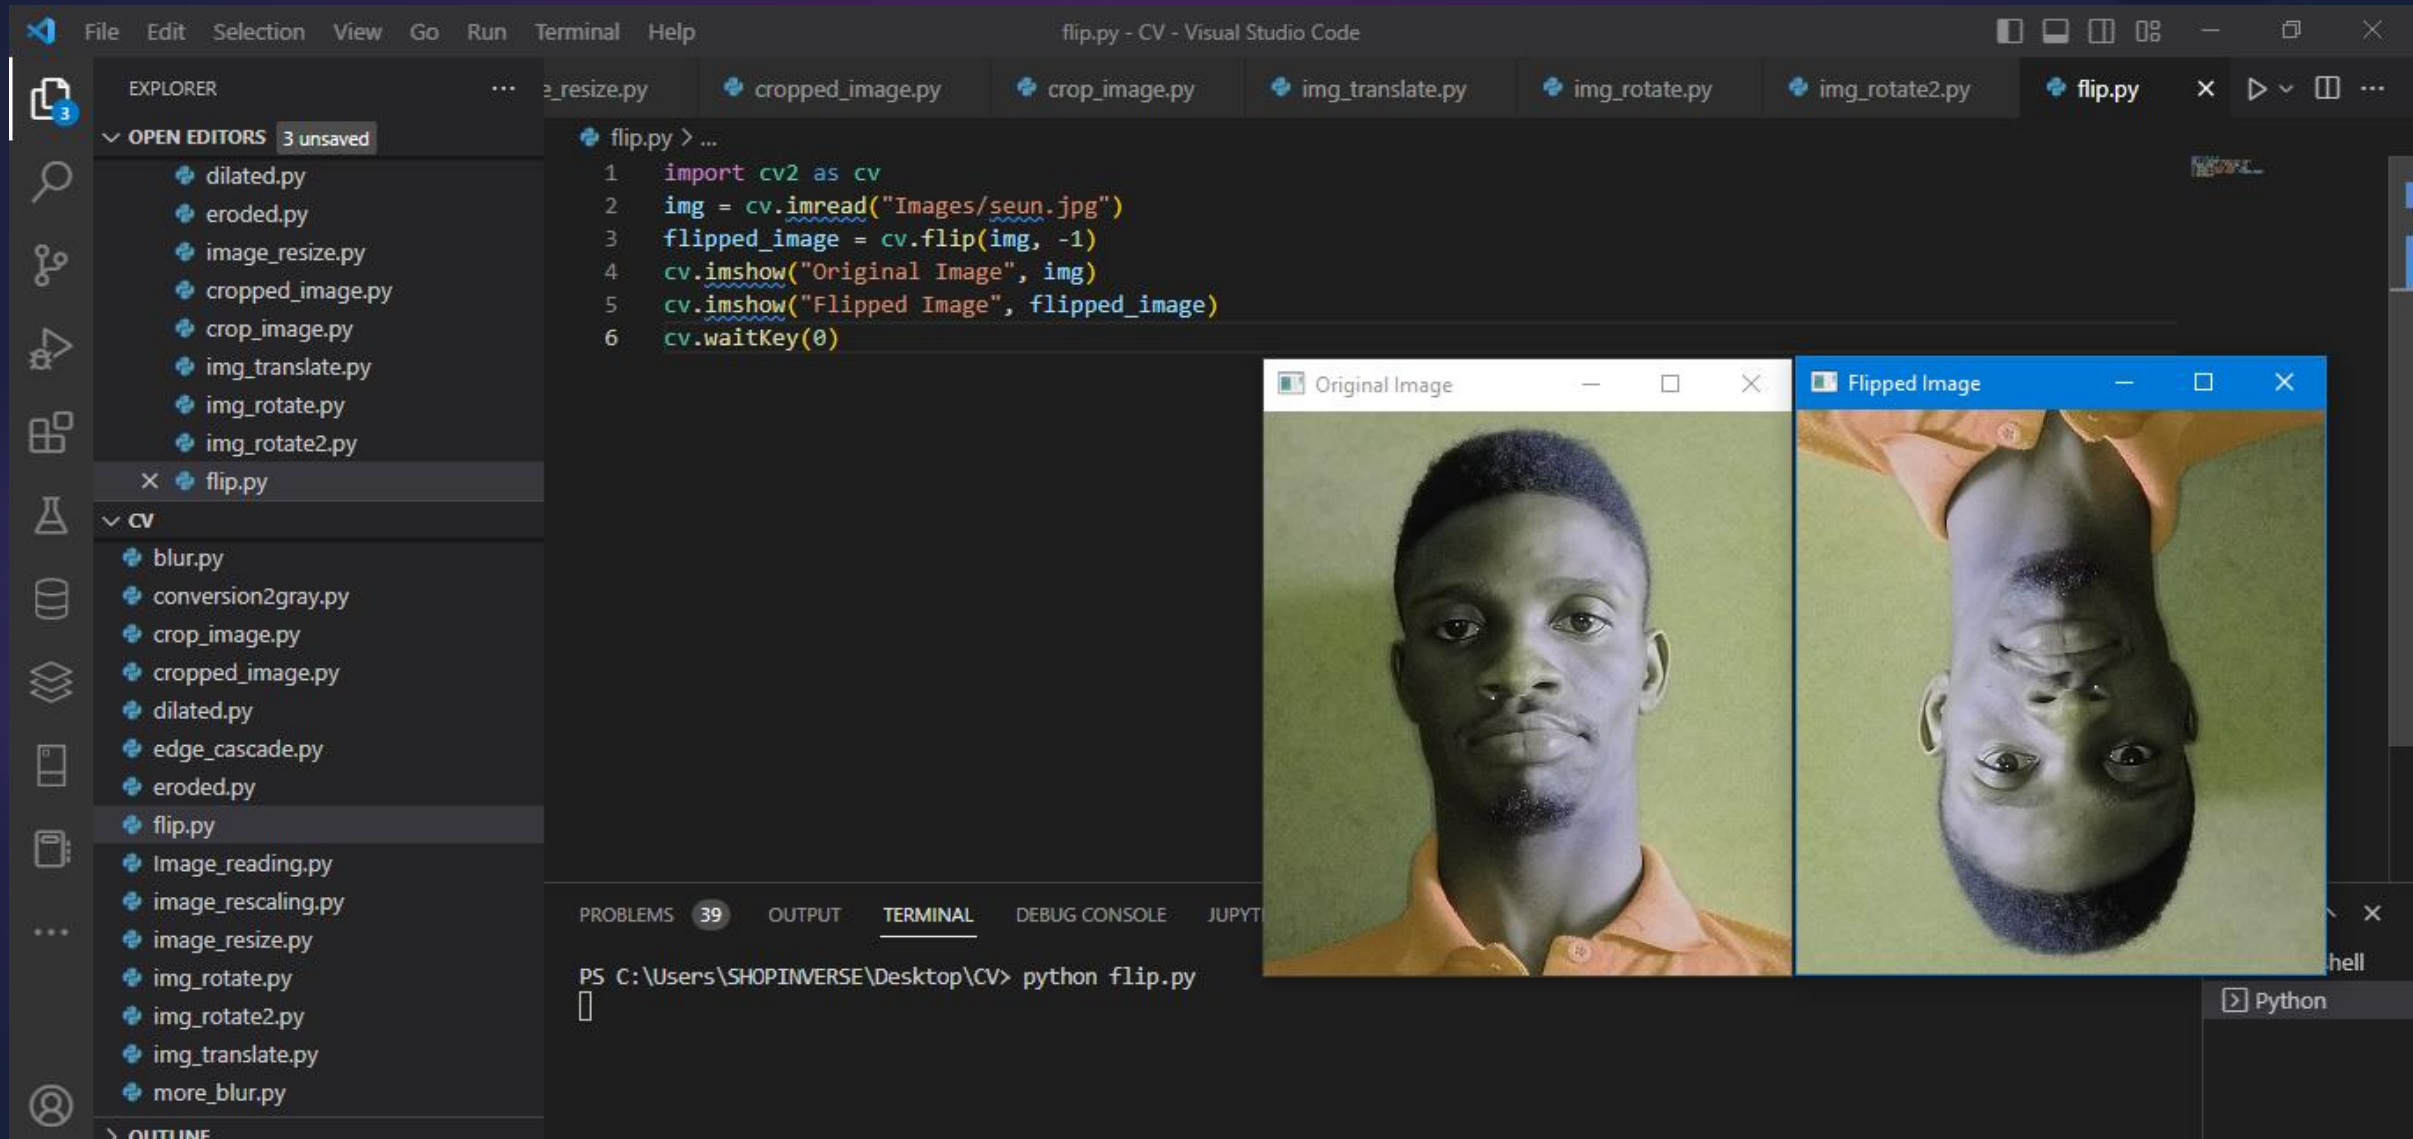 File Edit Selection View Go Run Terminal Help
flip.py - CV - Visual Studio Code
EXPLORER
3
OPEN EDITORS 3 unsaved
dilated.py
eroded.py
image_resize.py
cropped_image.py
crop_image.py
img_translate.py
img_rotate.py
img_rotate2.py
flip.py
CV
blur.py
conversion2gray.py
crop_image.py
cropped_image.py
dilated.py
edge_cascade.py
eroded.py
flip.py
Image_reading.py
image_rescaling.py
image_resize.py
img_rotate.py
img_rotate2.py
img_translate.py
more_blur.py
OUTLINE
e_resize.py cropped_image.py crop_image.py img_translate.py img_rotate.py img_rotate2.py flip.py
flip.py > ...
1 import cv2 as cv
2 img = cv.imread("Images/seun.jpg")
3 flipped_image = cv.flip(img, -1)
4 cv.imshow("Original Image", img)
5 cv.imshow("Flipped Image", flipped_image)
6 cv.waitKey(0)
Original Image
Flipped Image
PROBLEMS 39 OUTPUT TERMINAL DEBUG CONSOLE JUPYT
PS C:\Users\SHOPINVERSE\Desktop\CV> python flip.py
hell
Python